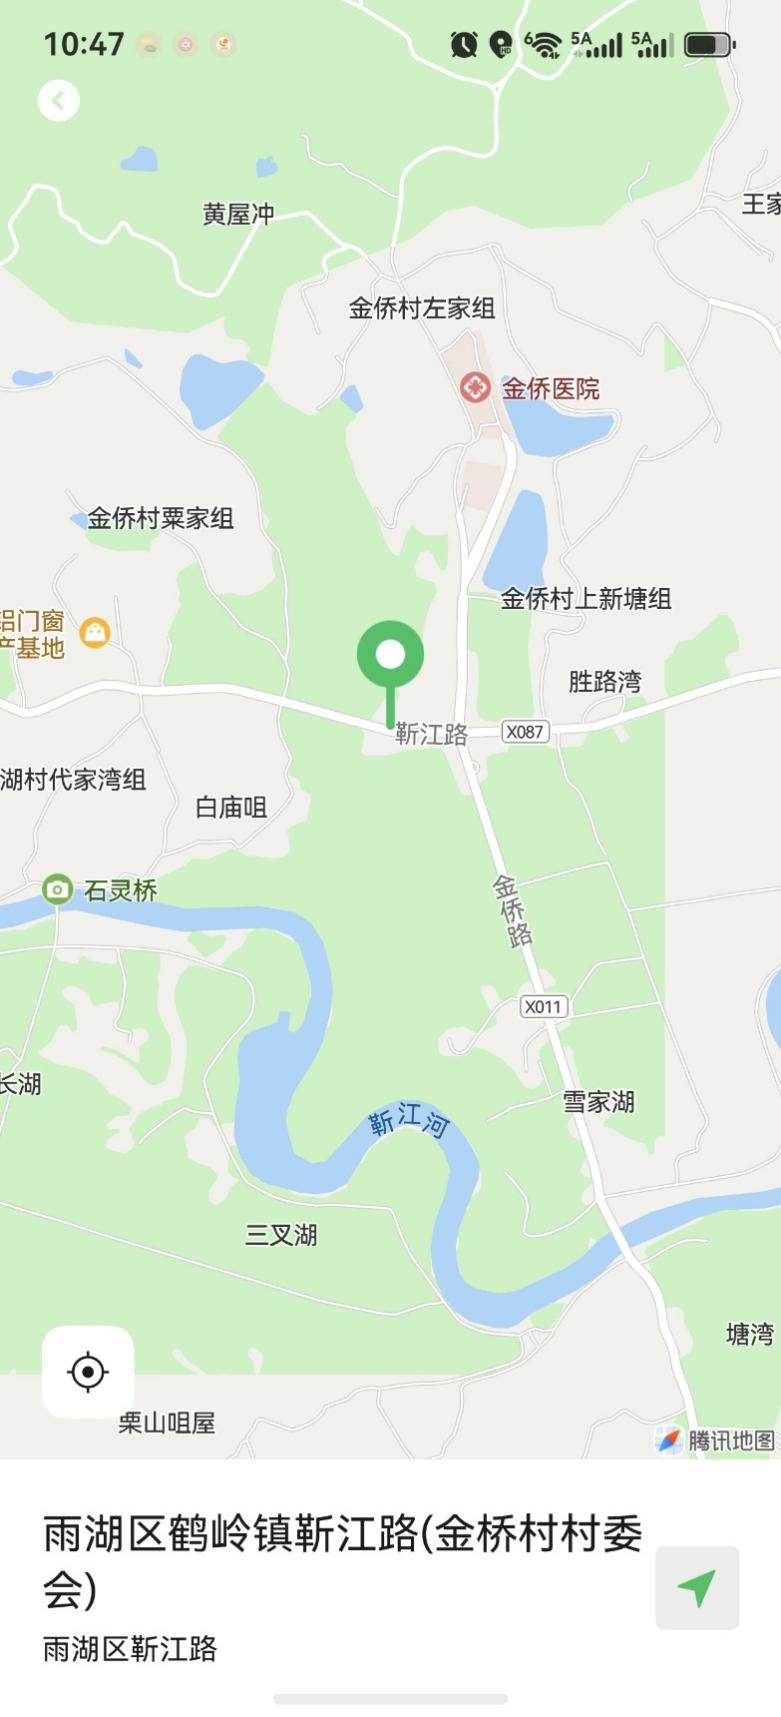 10:47
6
5A
5A
HD
黄屋冲
王家
金侨村左家组
金侨医院
金侨村粟家组
金侨村上新塘组
铝门窗
产基地
胜路湾
靳江路
X087
湖村代家湾组
白庙咀
石灵桥
金侨路
X011
长湖
雪家湖
靳江河
三叉湖
塘湾
栗山咀屋
腾讯地图
雨湖区鹤岭镇靳江路(金桥村村委
会)
雨湖区靳江路